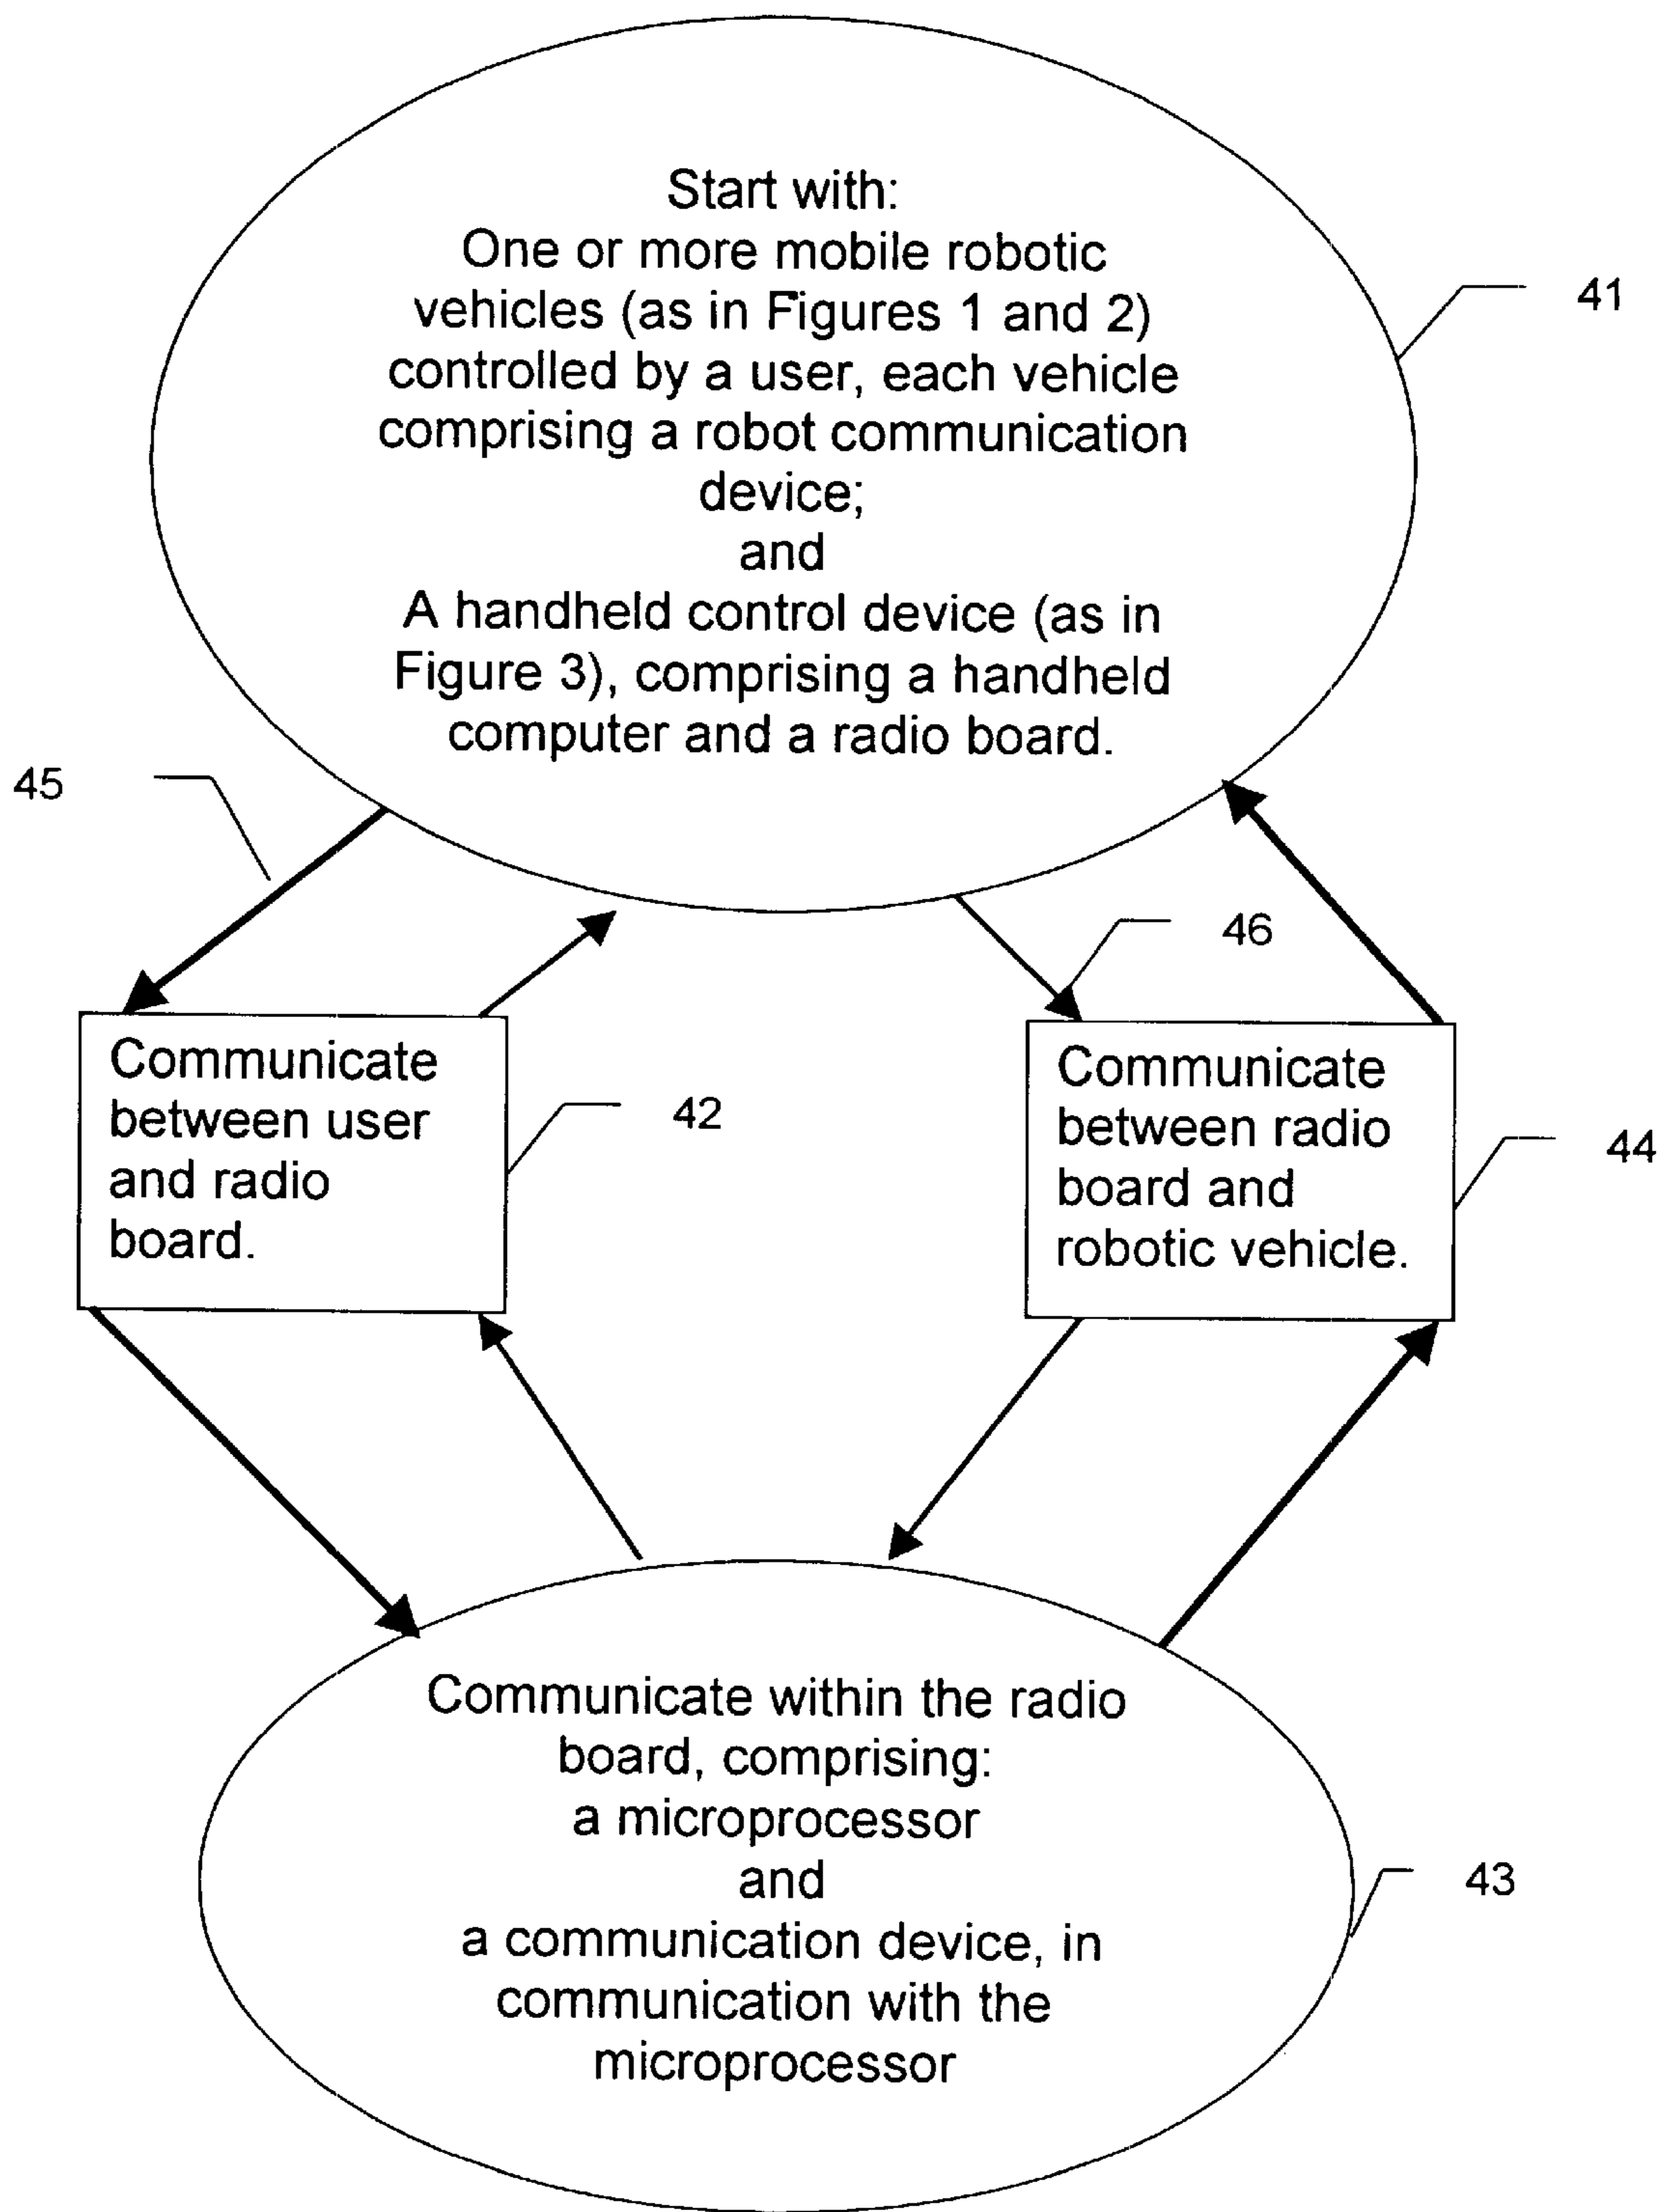 Start with:
One or more mobile robotic
vehicles (as in Figures 1 and 2)
controlled by a user, each vehicle
comprising a robot communication
device;
and
A handheld control device (as in
Figure 3), comprising a handheld
computer and a radio board.
41
45
46
Communicate
between user
and radio
board.
42
Communicate
between radio
board and
robotic vehicle.
44
Communicate within the radio
board, comprising:
a microprocessor
and
a communication device, in
communication with the
microprocessor
43